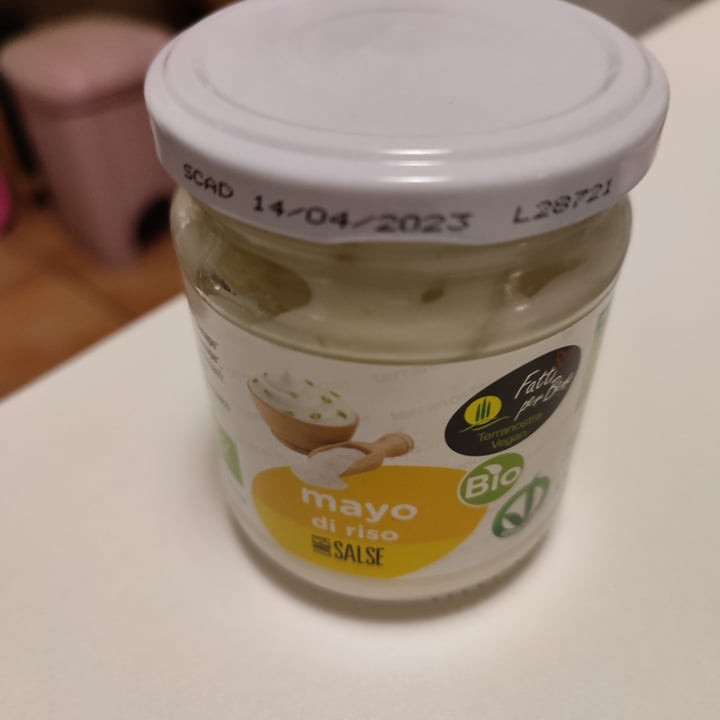 SCAD 14/04/2023 L28721
Fatti
per Bene
Terranostra
Vegan
Bio
mayo
di riso
SALSE